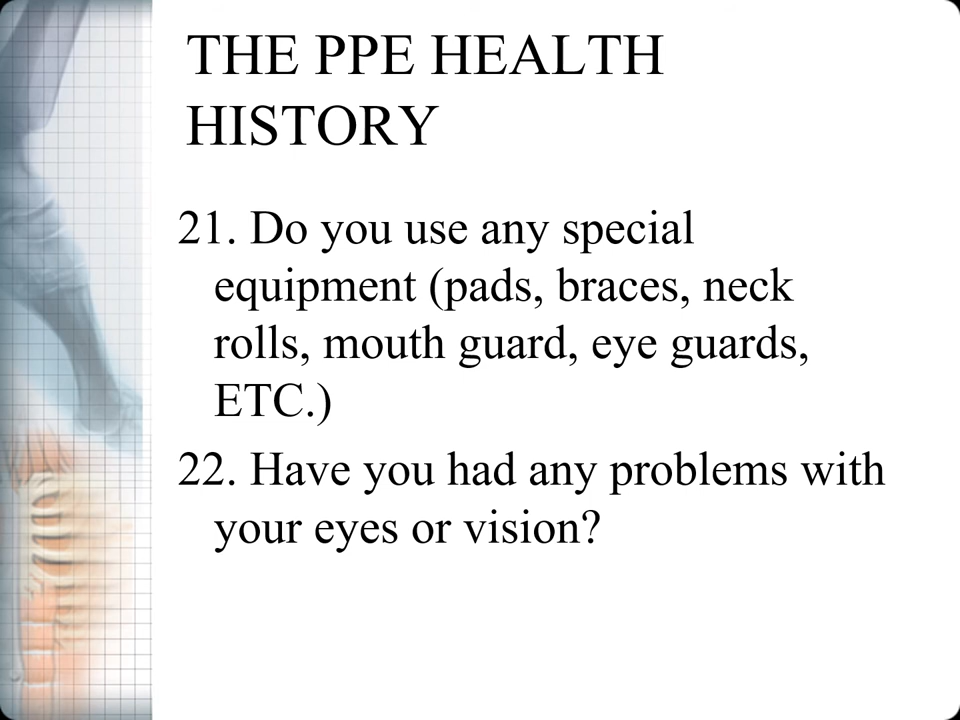 THE PPE HEALTH
HISTORY
21. Do you use any special
equipment (pads, braces, neck
rolls, mouth guard, eye guards,
ETC.)
22. Have you had any problems with
your eyes or vision?